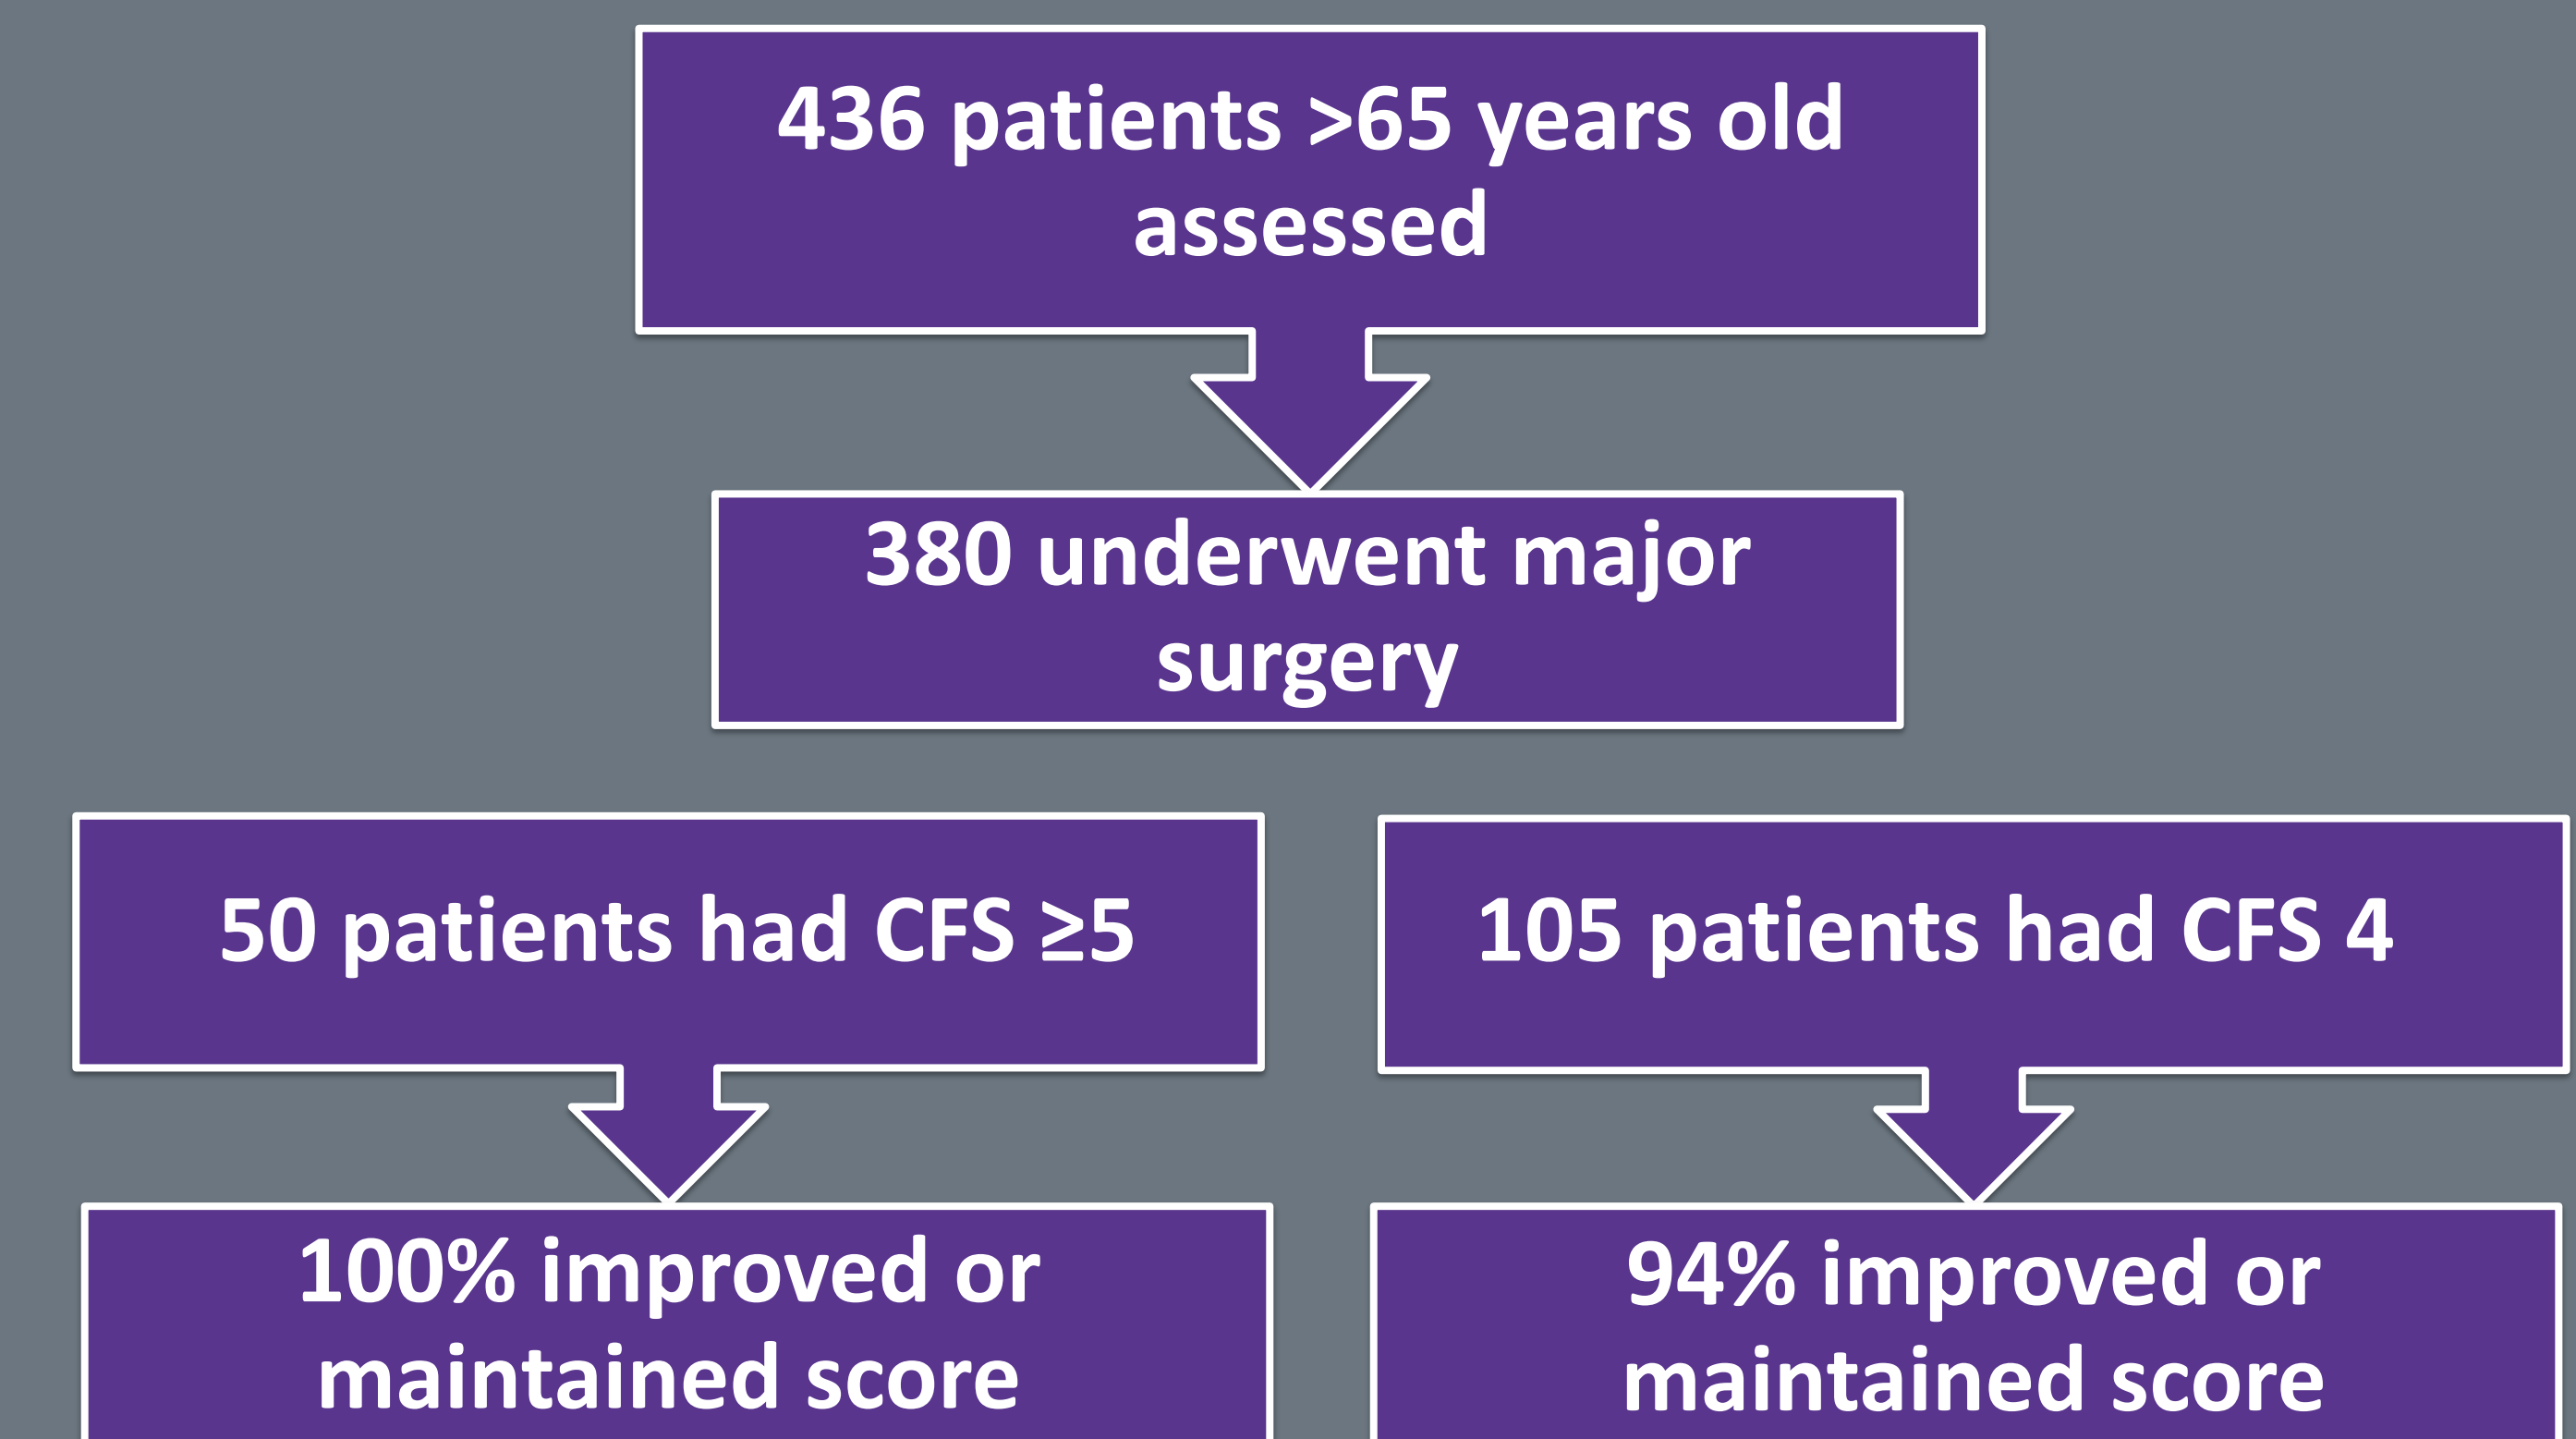 436 patients >65 years old
assessed
380 underwent major
surgery
50 patients had CFS ≥5
105 patients had CFS 4
100% improved or
maintained score
94% improved or
maintained score